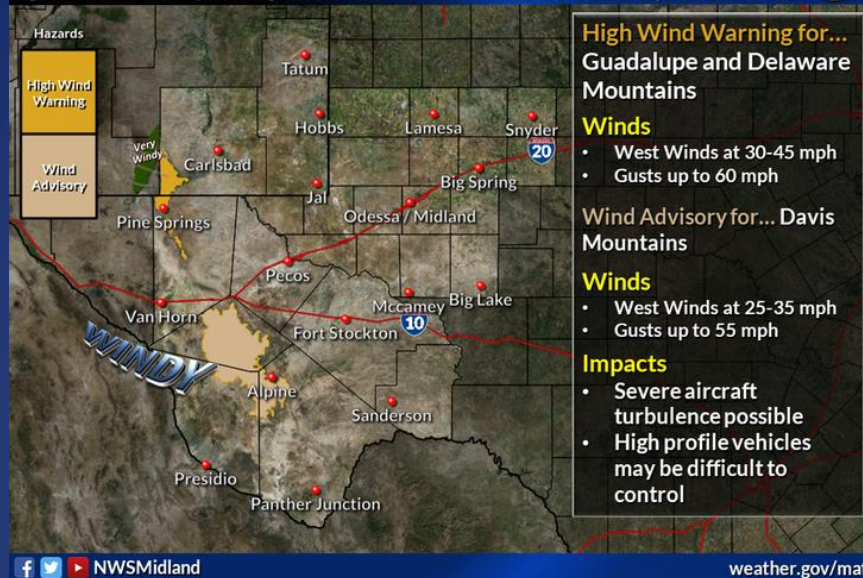 Hazards
High Wind
Warning
Wind
Advisory
Tatum
Hobbs
Lamesa
Snyder
20
Very
Windy
Carlsbad
Big Spring
Jal
Odessa / Midland
Pine Springs
Pecos
Van Horn
Mccamey
Big Lake
Fort Stockton
10
WINDY
Alpine
Sanderson
Presidio
Panther Junction
High Wind Warning for...
Guadalupe and Delaware
Mountains
Winds
• West Winds at 30-45 mph
• Gusts up to 60 mph
Wind Advisory for... Davis
Mountains
Winds
• West Winds at 25-35 mph
• Gusts up to 55 mph
Impacts
• Severe aircraft
turbulence possible
• High profile vehicles
may be difficult to
control
NWSMidland
weather.gov/ma